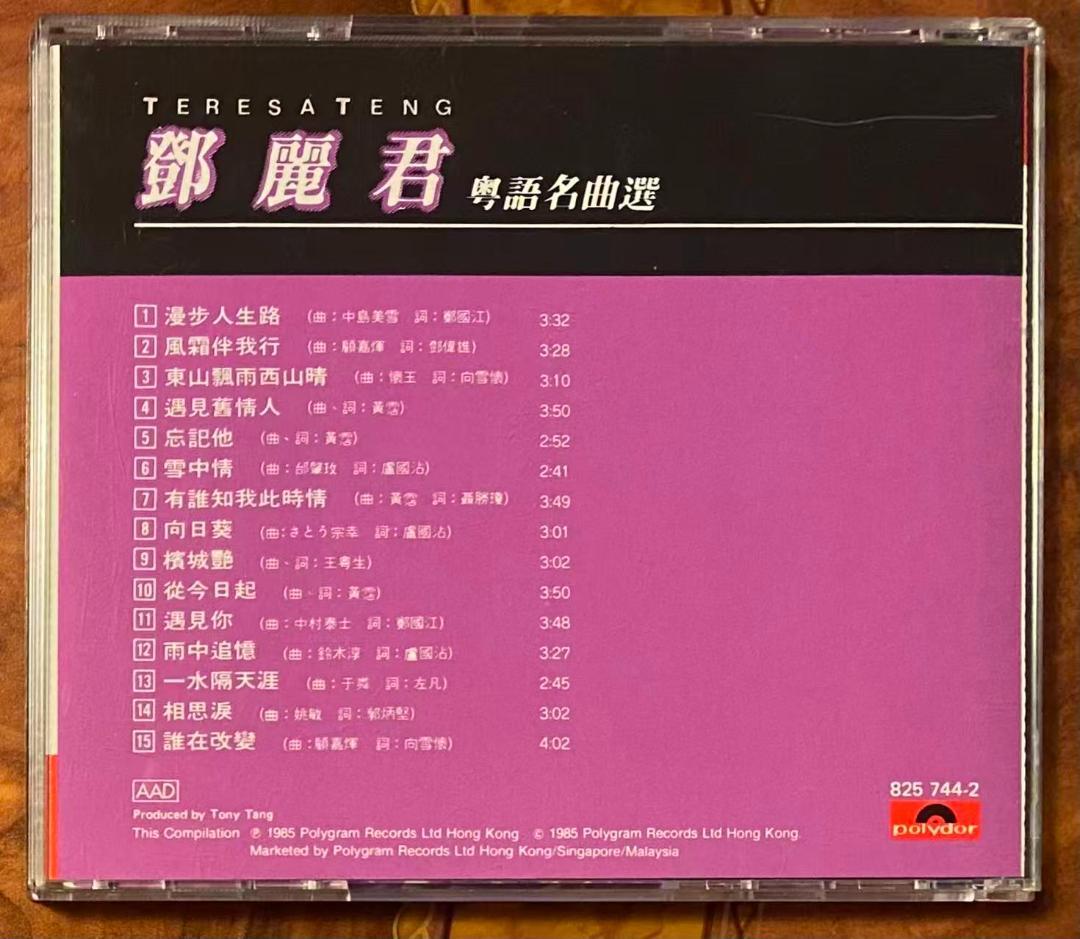 TERESA TENG
鄧麗君 粵語名曲選
1 漫步人生路 (曲：中島美雪 詞：鄭國江) 3:32
2 風霜伴我行 (曲：顧嘉煇 詞：鄧偉雄) 3:28
3 東山飄雨西山晴 (曲：懷玉 詞：向雪懷) 3:10
4 遇見舊情人 (曲、詞：黃霑) 3:50
5 忘記他 (曲、詞：黃霑) 2:52
6 雪中情 (曲：邰肇玫 詞：盧國沾) 2:41
7 有誰知我此時情 (曲：黃霑 詞：聶勝瓊) 3:49
8 向日葵 (曲：さとう宗幸 詞：盧國沾) 3:01
9 檳城艷 (曲、詞：王粵生) 3:02
10 從今日起 (曲、詞：黃霑) 3:50
11 遇見你 (曲：中村泰士 詞：鄭國江) 3:48
12 雨中追憶 (曲：鈴木淳 詞：盧國沾) 3:27
13 一水隔天涯 (曲：于粦 詞：左凡) 2:45
14 相思淚 (曲：姚敏 詞：鄭炳堅) 3:02
15 誰在改變 (曲：顧嘉煇 詞：向雪懷) 4:02
AAD
825 744-2
Produced by Tony Tang
polydor
This Compilation ℗ 1985 Polygram Records Ltd Hong Kong © 1985 Polygram Records Ltd Hong Kong.
Marketed by Polygram Records Ltd Hong Kong/Singapore/Malaysia